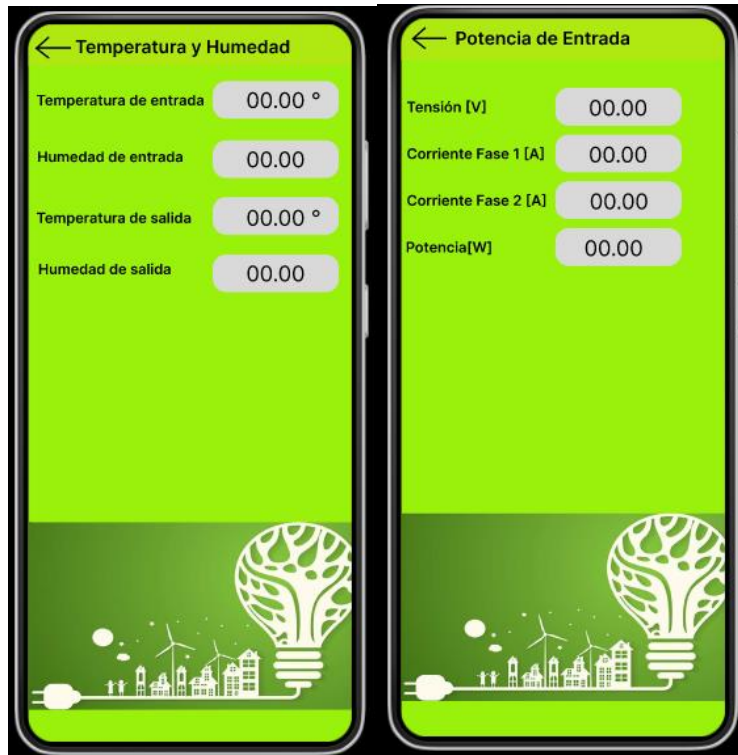 Temperatura y Humedad
Temperatura de entrada 00.00 °
Humedad de entrada 00.00
Temperatura de salida 00.00 °
Humedad de salida 00.00
Potencia de Entrada
Tensión [V] 00.00
Corriente Fase 1 [A] 00.00
Corriente Fase 2 [A] 00.00
Potencia[W] 00.00